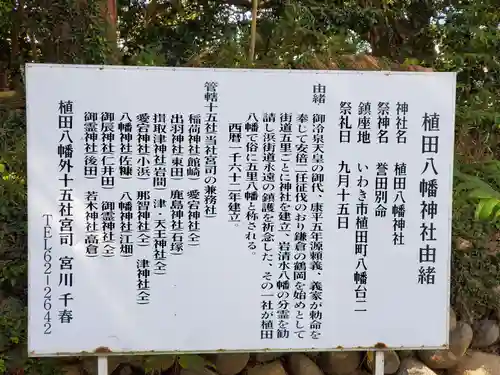 植田八幡神社由緒
神社名 植田八幡神社
祭神名 誉田別命
鎮座地 いわき市植田町八幡台二
祭礼日 九月十五日
由緒 御冷泉天皇の御代、康平五年源頼義、義家が勅命を
奉じて安倍二任征伐のおり鎌倉の鶴岡を始めとして
街道五里ごとに神社を建立、岩清水八幡の分霊を勧
請し浜街道永遠の鎮護を祈念した、その一社が植田
八幡で俗に五里八幡と称される。
西暦一千六十二年建立。
管轄十五社当社宮司の兼務社
稲荷神社(館崎) 愛宕神社(仝)
出羽神社(東田) 鹿島神社(石塚)
摂取津神社(岩間) 津・天王神社(仝)
愛宕神社(小浜) 那智神社(仝) 津神社(仝)
八幡神社(佐糠) 八幡神社(江畑)
御辰神社(仁井田) 御霊神社(仝)
御霊神社(後田) 若木神社(高倉)
植田八幡外十五社宮司 宮川 千春
TEL62-2642